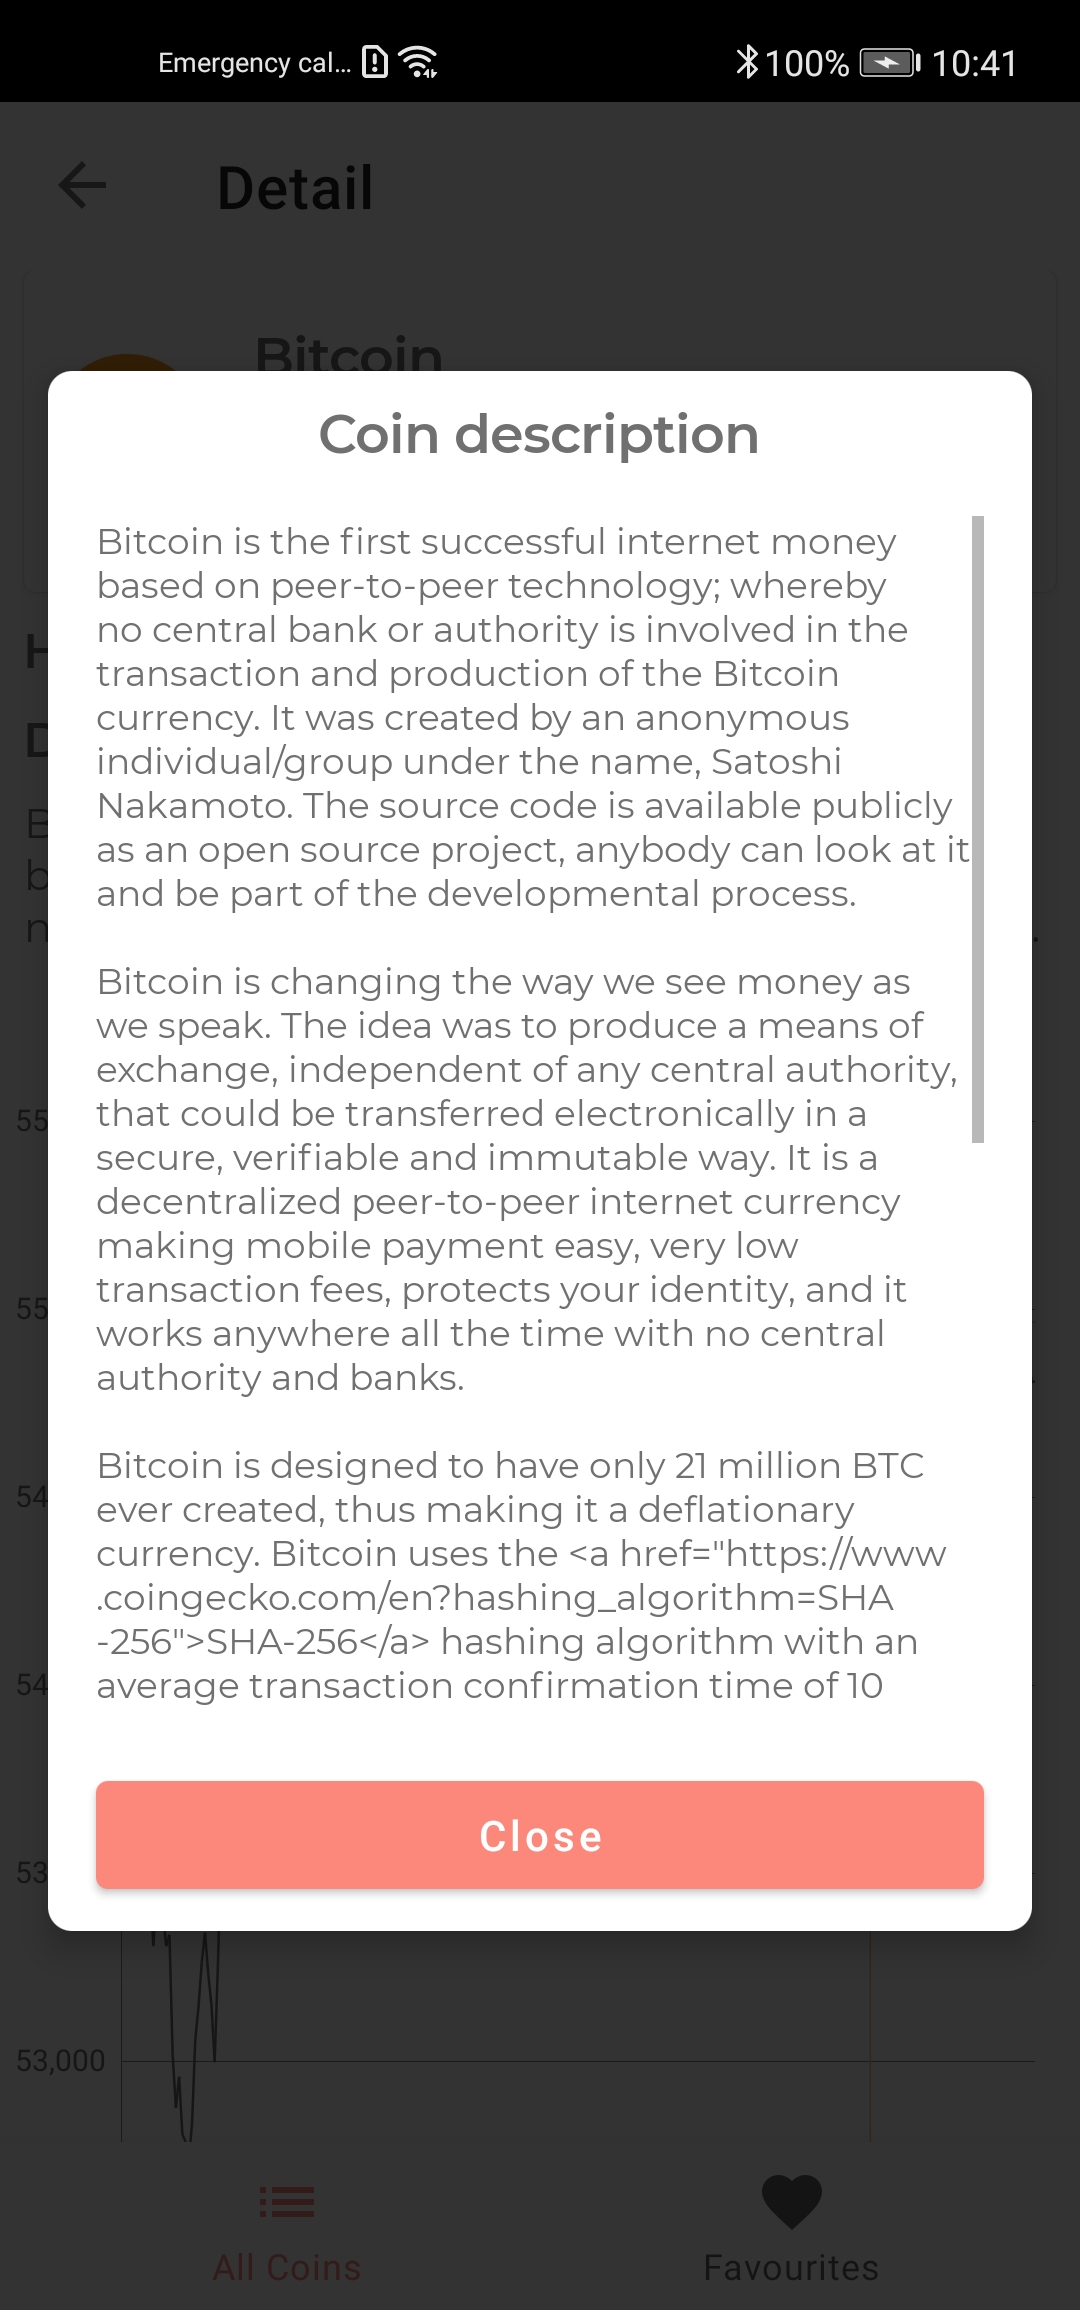 Emergency cal... 100% 10:41
Detail
Bitcoin
Coin description
Bitcoin is the first successful internet money
based on peer-to-peer technology; whereby
no central bank or authority is involved in the
transaction and production of the Bitcoin
currency. It was created by an anonymous
individual/group under the name, Satoshi
Nakamoto. The source code is available publicly
as an open source project, anybody can look at it
and be part of the developmental process.
Bitcoin is changing the way we see money as
we speak. The idea was to produce a means of
exchange, independent of any central authority,
that could be transferred electronically in a
secure, verifiable and immutable way. It is a
decentralized peer-to-peer internet currency
making mobile payment easy, very low
transaction fees, protects your identity, and it
works anywhere all the time with no central
authority and banks.
Bitcoin is designed to have only 21 million BTC
ever created, thus making it a deflationary
currency. Bitcoin uses the <a href="https://www
.coingecko.com/en?hashing_algorithm=SHA
-256">SHA-256</a> hashing algorithm with an
average transaction confirmation time of 10
Close
53,000
All Coins
Favourites